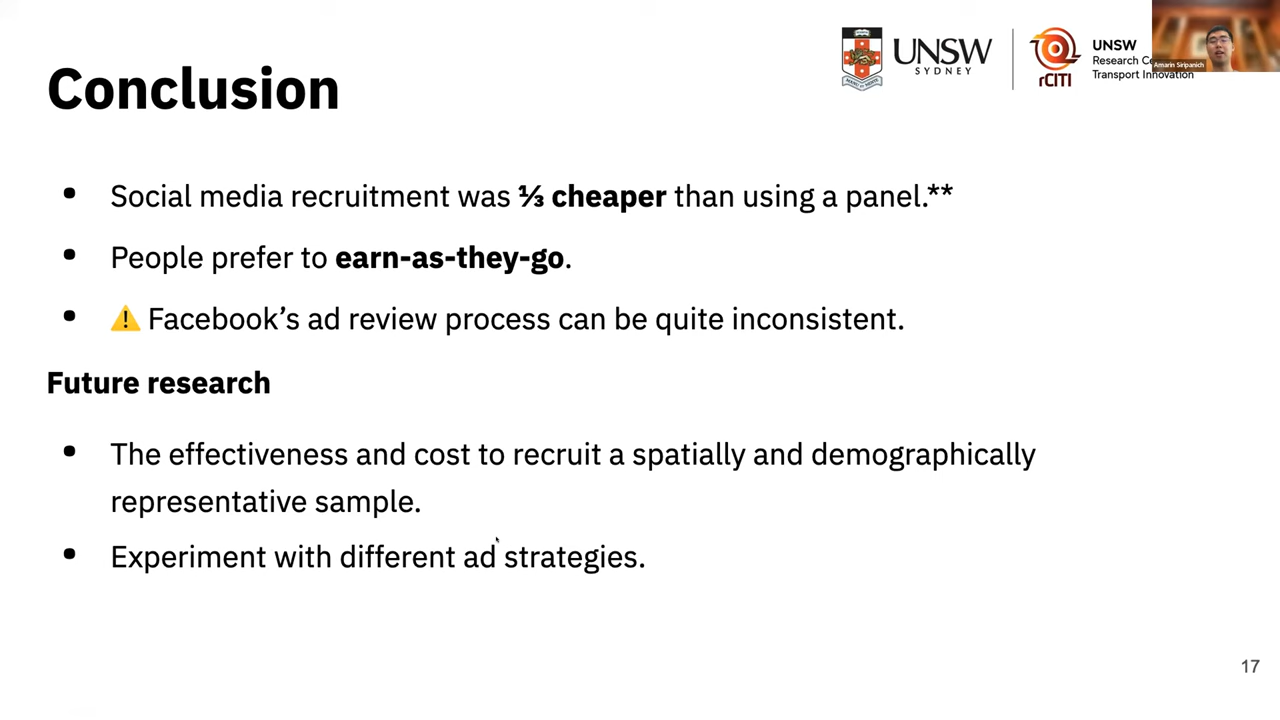 Conclusion
UNSW
SYDNEY
rCITI
UNSW
Research
Transport Innovation
Amarin Siripanich
• Social media recruitment was ⅓ cheaper than using a panel.**
• People prefer to earn-as-they-go.
• ⚠️ Facebook’s ad review process can be quite inconsistent.
Future research
• The effectiveness and cost to recruit a spatially and demographically
representative sample.
• Experiment with different ad strategies.
17